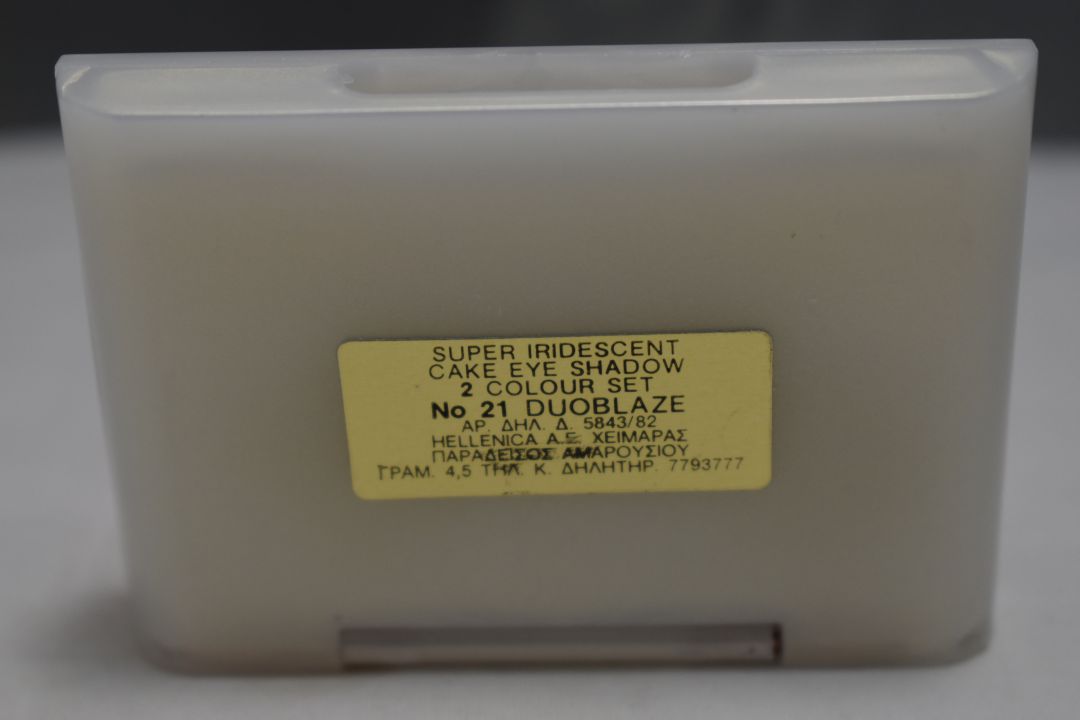 SUPER IRIDESCENT
CAKE EYE SHADOW
2 COLOUR SET
No 21 DUOBLAZE
ΑΡ. ΔΗΛ. Δ. 5843/82
HELLENICA A.E. ΧΕΙΜΑΡΑΣ
ΠΑΡΑΔΕΙΣΟΣ ΑΜΑΡΟΥΣΙΟΥ
ΓΡΑΜ. 4,5 ΤΗΛ. Κ. ΔΗΛΗΤΗΡ. 7793777